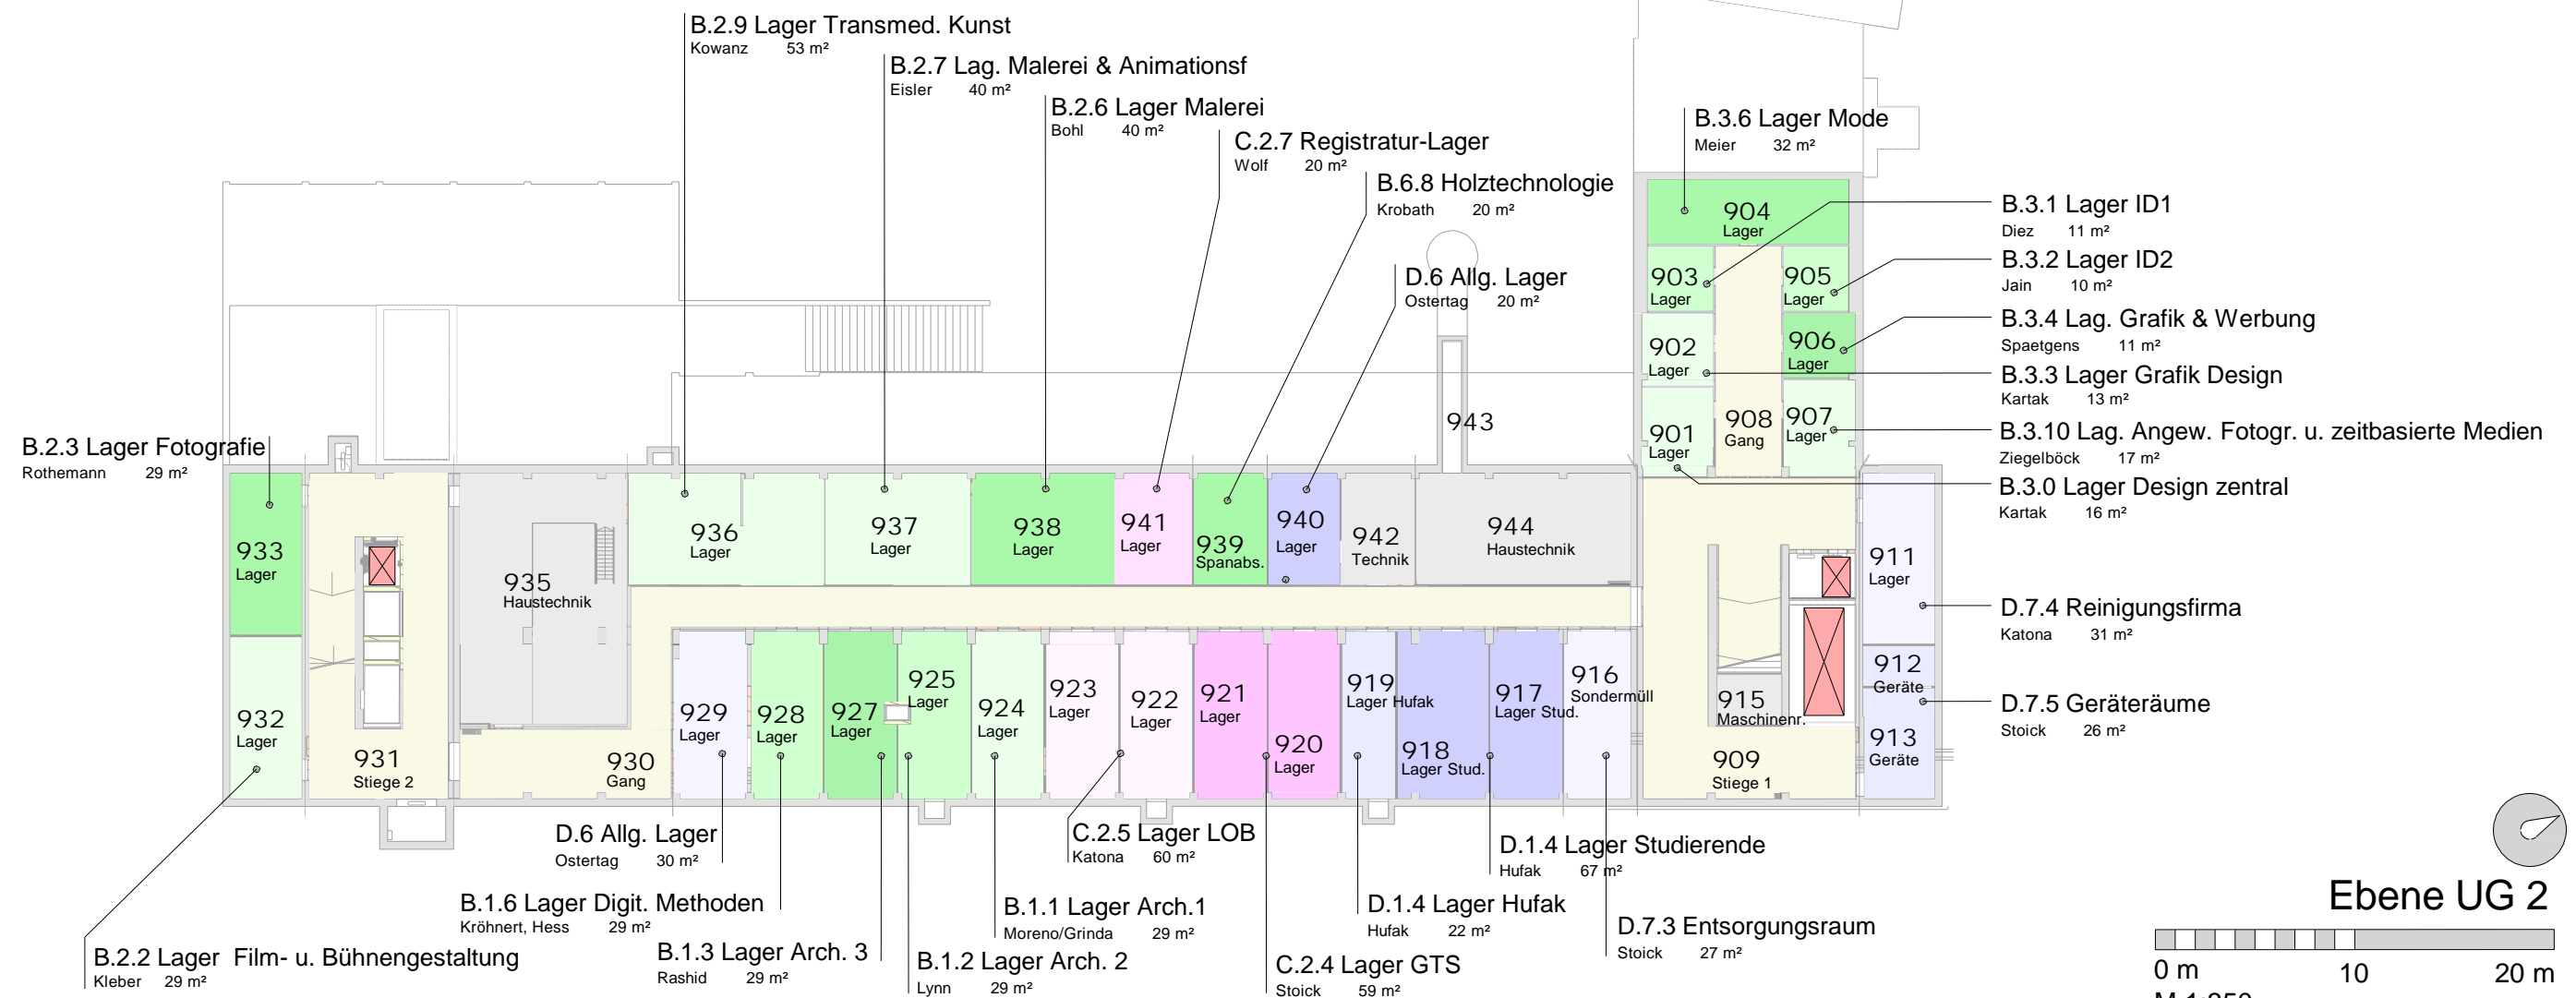 B.2.9 Lager Transmed. Kunst
Kowanz 53 m²
B.2.7 Lag. Malerei & Animationsf
Eisler 40 m²
B.2.6 Lager Malerei
Bohl 40 m²
C.2.7 Registratur-Lager
Wolf 20 m²
B.6.8 Holztechnologie
Krobath 20 m²
D.6 Allg. Lager
Ostertag 20 m²
B.3.6 Lager Mode
Meier 32 m²
B.3.1 Lager ID1
Diez 11 m²
B.3.2 Lager ID2
Jain 10 m²
B.3.4 Lag. Grafik & Werbung
Spaetgens 11 m²
B.3.3 Lager Grafik Design
Kartak 13 m²
B.3.10 Lag. Angew. Fotogr. u. zeitbasierte Medien
Ziegelböck 17 m²
B.3.0 Lager Design zentral
Kartak 16 m²
D.7.4 Reinigungsfirma
Katona 31 m²
D.7.5 Geräteräume
Stoick 26 m²
904
Lager
903
Lager
905
Lager
902
Lager
906
Lager
901
Lager
908
Gang
907
Lager
943
B.2.3 Lager Fotografie
Rothemann 29 m²
933
Lager
935
Haustechnik
936
Lager
937
Lager
938
Lager
941
Lager
939
Spanabs.
940
Lager
942
Technik
944
Haustechnik
911
Lager
932
Lager
931
Stiege 2
930
Gang
929
Lager
928
Lager
927
Lager
925
Lager
924
Lager
923
Lager
922
Lager
921
Lager
920
Lager
919
Lager Hufak
918
Lager Stud.
917
Lager Stud.
916
Sondermüll
915
Maschinenr.
909
Stiege 1
912
Geräte
913
Geräte
D.6 Allg. Lager
Ostertag 30 m²
C.2.5 Lager LOB
Katona 60 m²
D.1.4 Lager Studierende
Hufak 67 m²
B.1.6 Lager Digit. Methoden
Kröhnert, Hess 29 m²
B.1.1 Lager Arch.1
Moreno/Grinda 29 m²
D.1.4 Lager Hufak
Hufak 22 m²
D.7.3 Entsorgungsraum
Stoick 27 m²
B.2.2 Lager Film- u. Bühnengestaltung
Kleber 29 m²
B.1.3 Lager Arch. 3
Rashid 29 m²
B.1.2 Lager Arch. 2
Lynn 29 m²
C.2.4 Lager GTS
Stoick 59 m²
Ebene UG 2
0 m 10 20 m